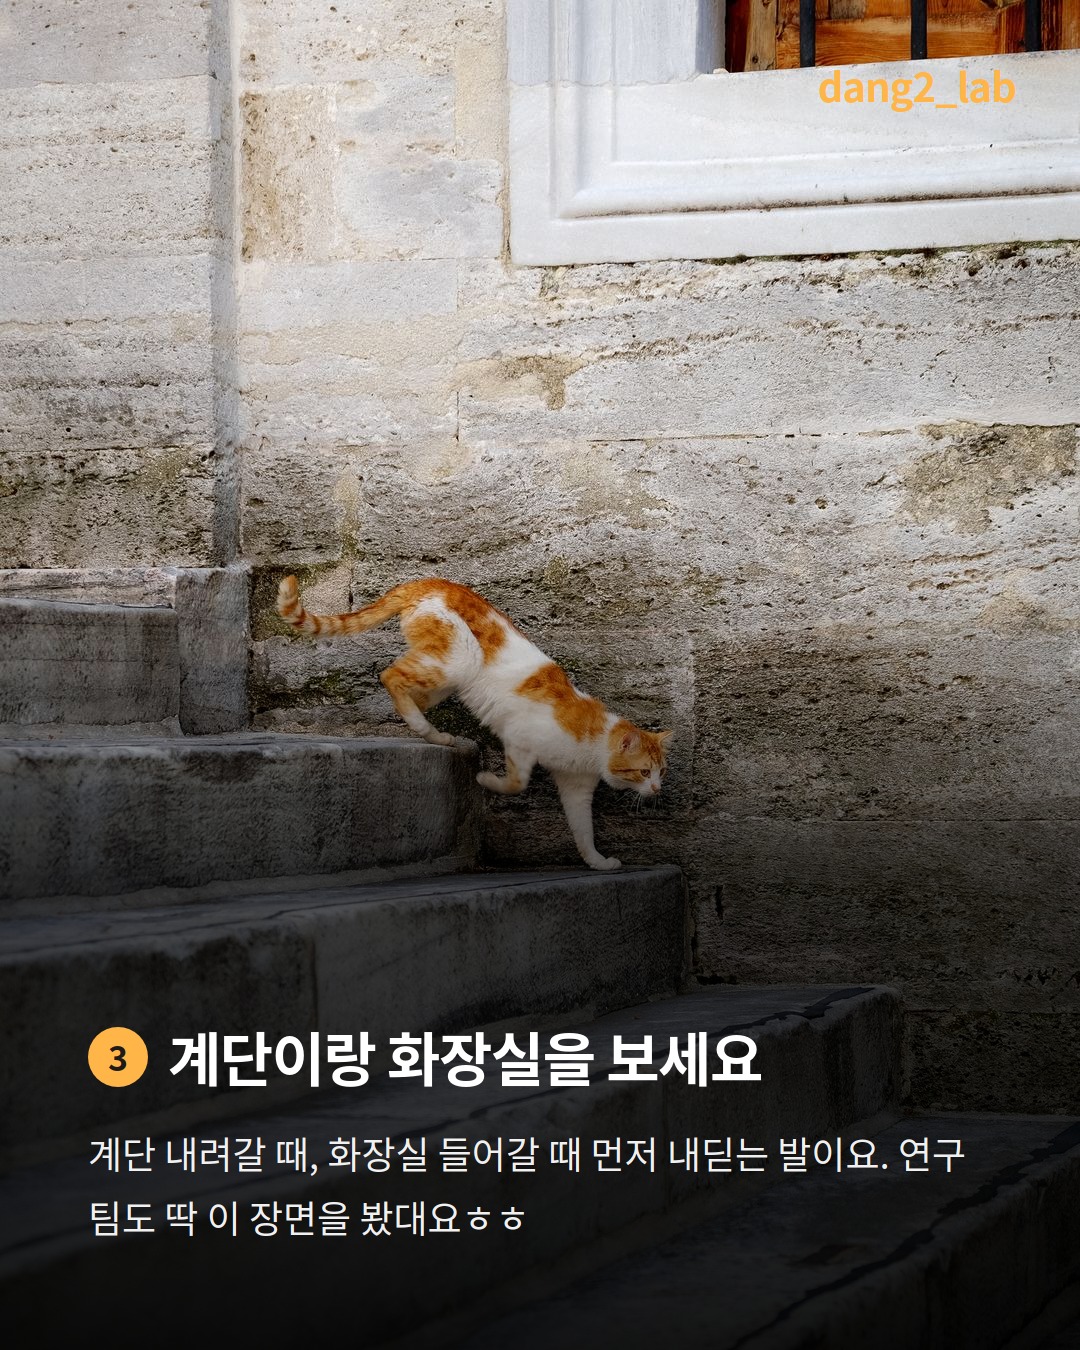 dang2_lab
3 계단이랑 화장실을 보세요
계단 내려갈 때, 화장실 들어갈 때 먼저 내딛는 발이요. 연구
팀도 딱 이 장면을 봤대요ㅎㅎ